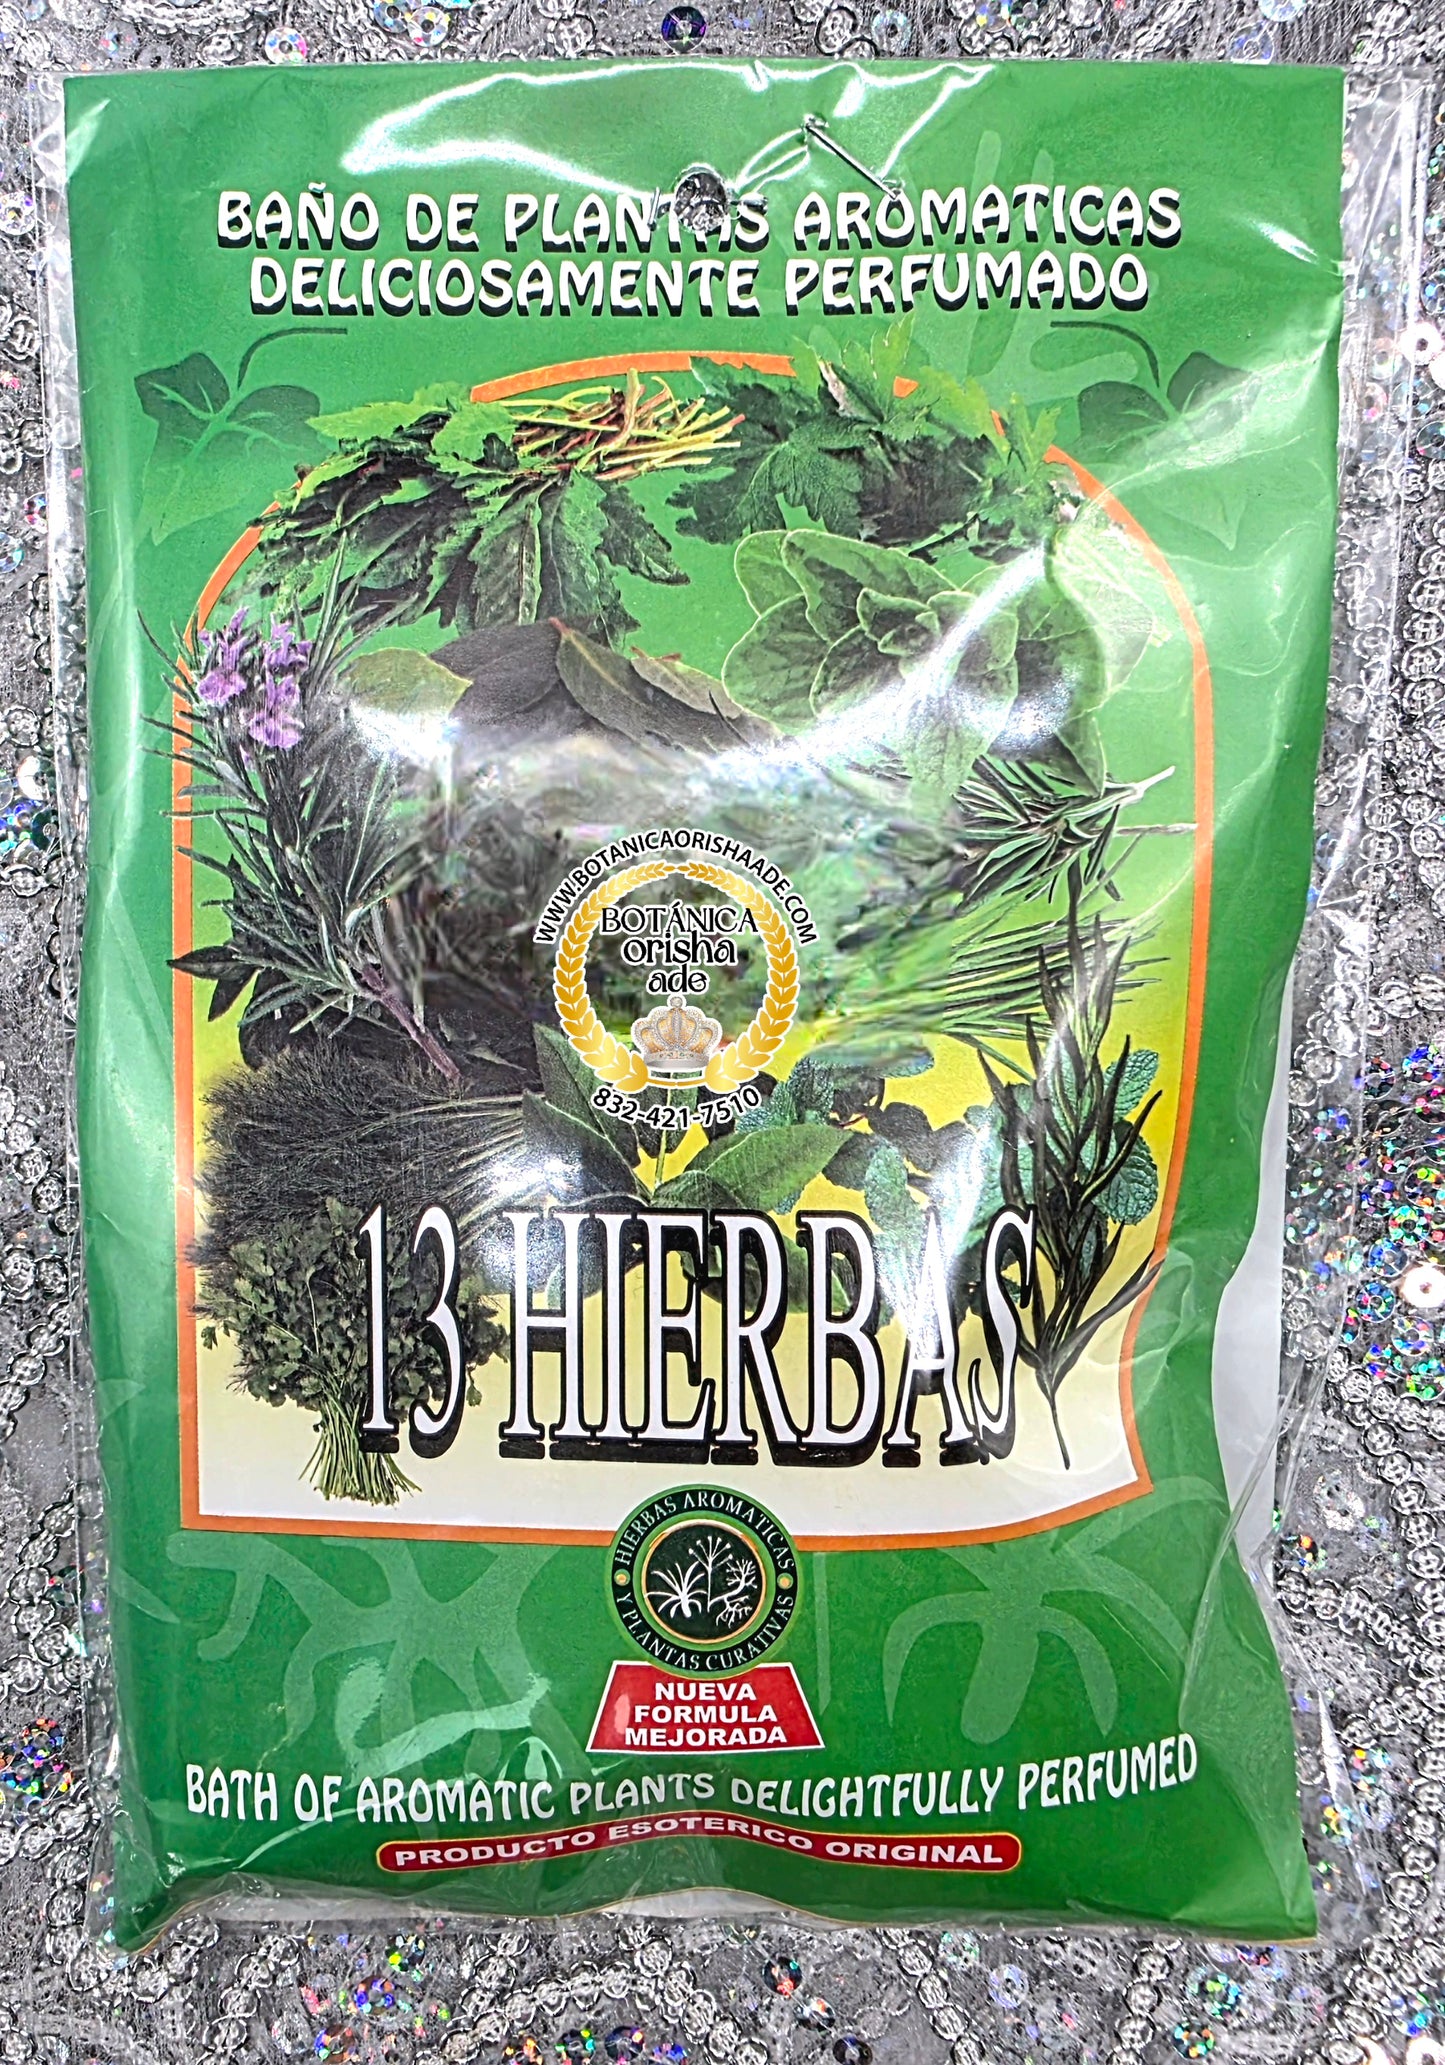 BAÑO DE PLANTAS AROMATICAS
DELICIOSAMENTE PERFUMADO
WWW.BOTANICAORISHAADE.COM
BOTÁNICA
orisha
ade
832-421-7510
13 HIERBAS
HIERBAS AROMATICAS
Y PLANTAS CURATIVAS
NUEVA
FORMULA
MEJORADA
BATH OF AROMATIC PLANTS DELIGHTFULLY PERFUMED
PRODUCTO ESOTERICO ORIGINAL